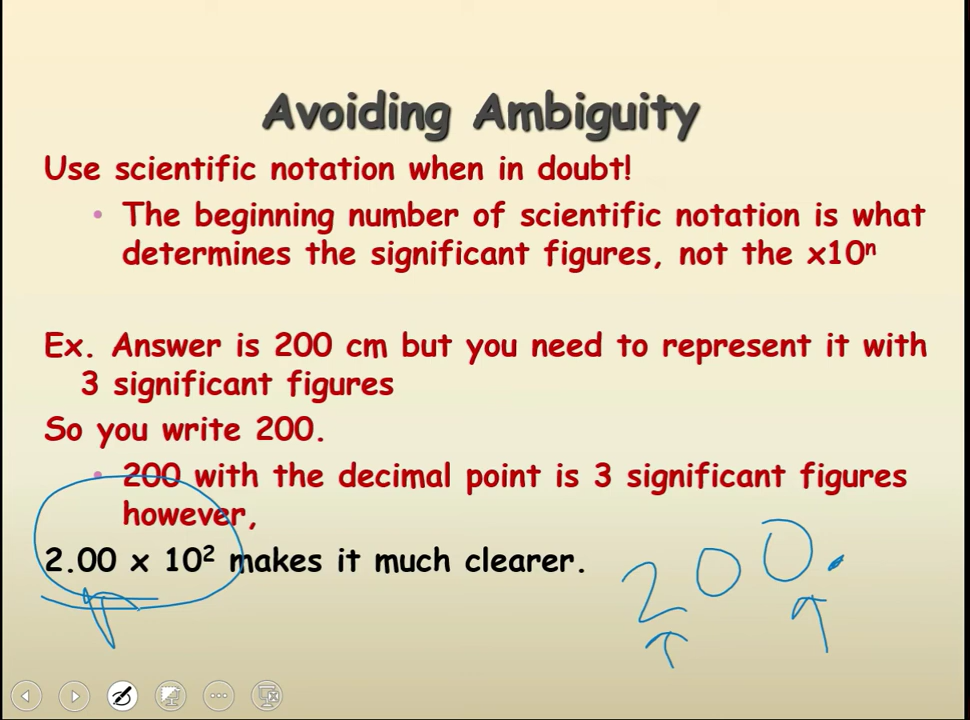 Avoiding Ambiguity
Use scientific notation when in doubt!
• The beginning number of scientific notation is what
determines the significant figures, not the x10ⁿ
Ex. Answer is 200 cm but you need to represent it with
3 significant figures
So you write 200.
• 200 with the decimal point is 3 significant figures
however,
2.00 x 10² makes it much clearer.
200.